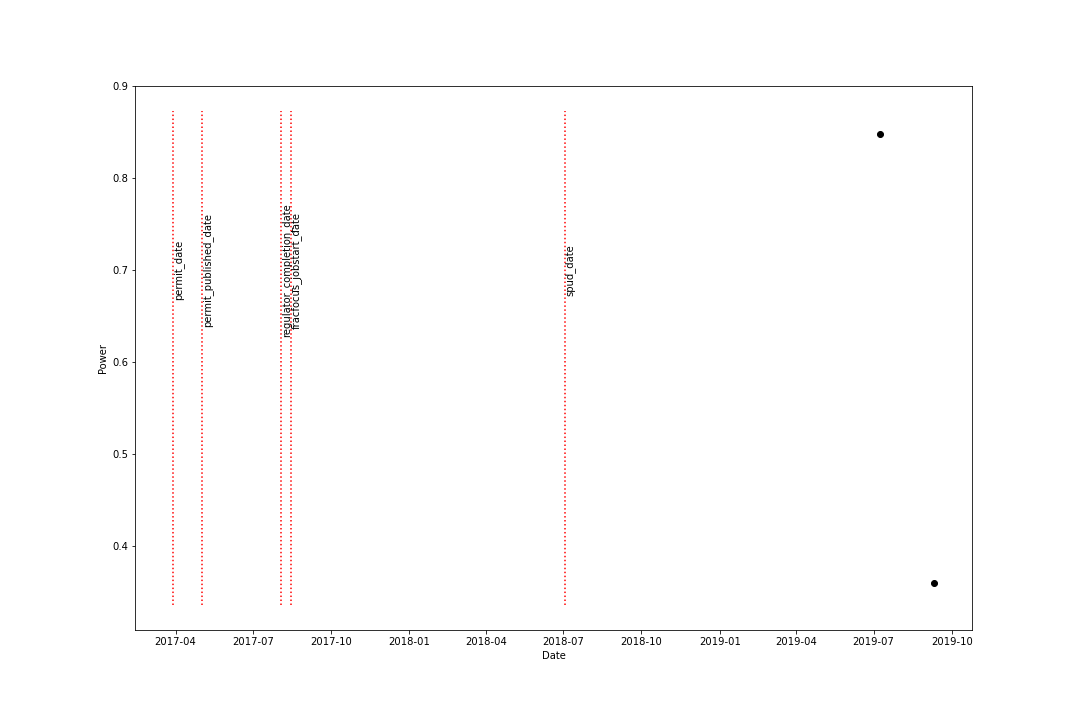 0.9
0.8
0.7
0.6
0.5
0.4
Power
permit_date
permit_published_date
regulator_completion_date
fracfocus_jobstart_date
spud_date
2017-04
2017-07
2017-10
2018-01
2018-04
2018-07
2018-10
2019-01
2019-04
2019-07
2019-10
Date